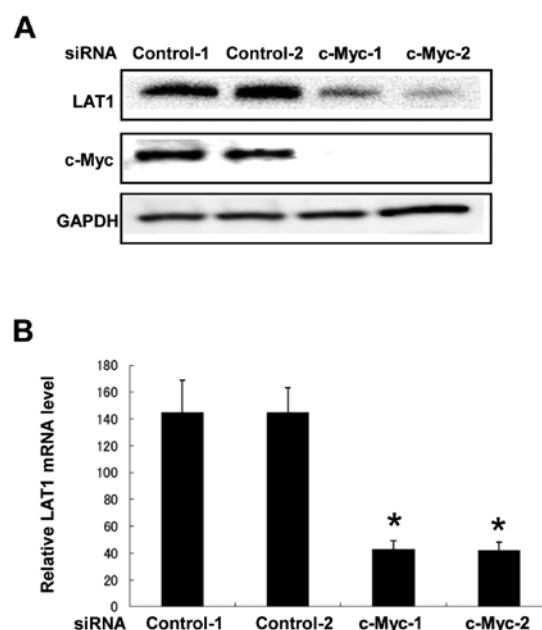 A
siRNA Control-1 Control-2 c-Myc-1 c-Myc-2
LAT1
c-Myc
GAPDH
B
Relative LAT1 mRNA level
180
160
140
120
100
80
60
40
20
0
* *
siRNA Control-1 Control-2 c-Myc-1 c-Myc-2